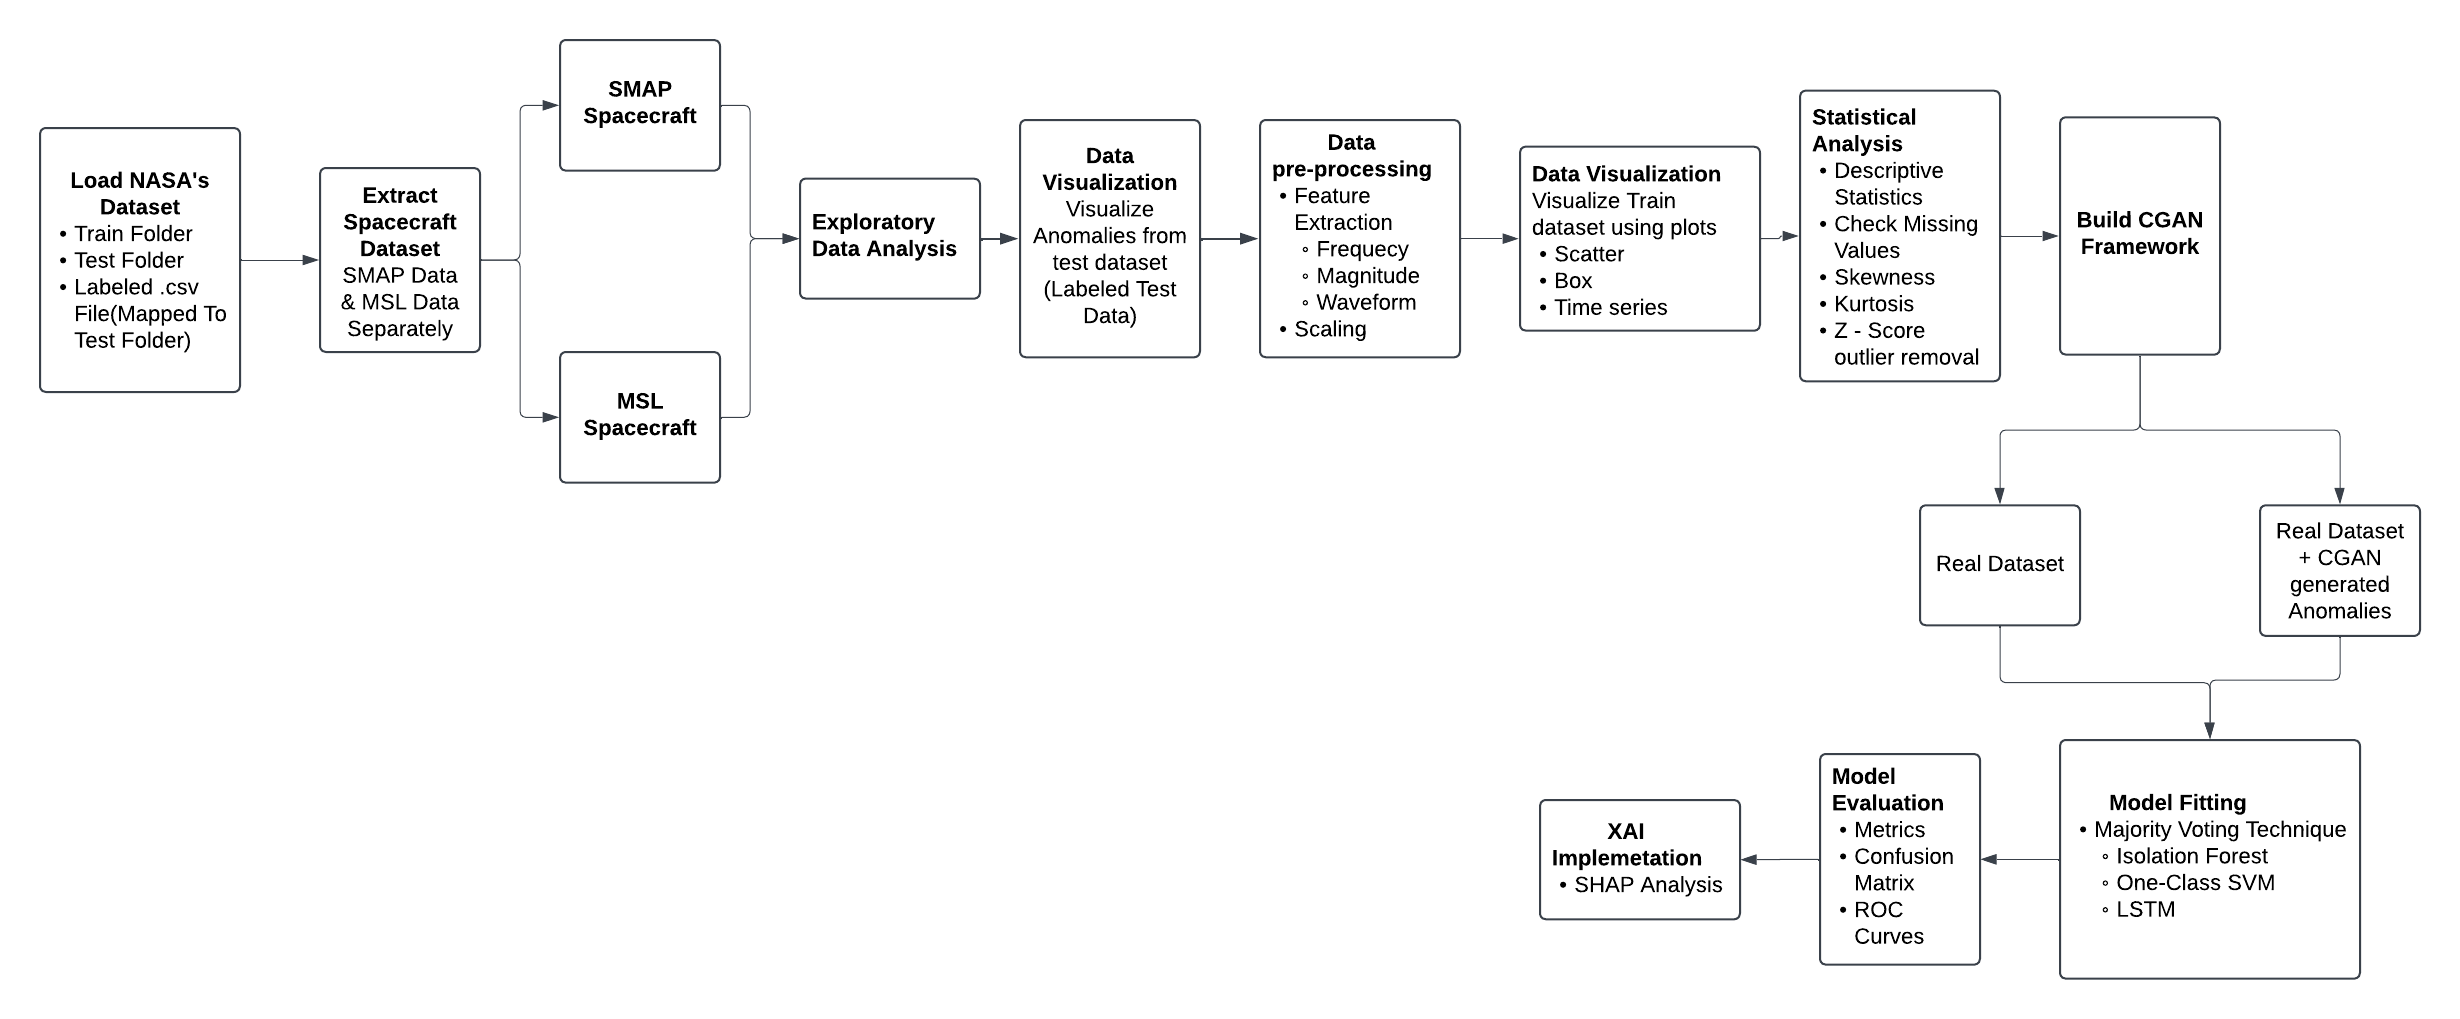 Load NASA's
Dataset
• Train Folder
• Test Folder
• Labeled .csv
File(Mapped To
Test Folder)
Extract
Spacecraft
Dataset
SMAP Data
& MSL Data
Separately
SMAP
Spacecraft
MSL
Spacecraft
Exploratory
Data Analysis
Data
Visualization
Visualize
Anomalies from
test dataset
(Labeled Test
Data)
Data
pre-processing
• Feature
Extraction
◦ Frequecy
◦ Magnitude
◦ Waveform
• Scaling
Data Visualization
Visualize Train
dataset using plots
• Scatter
• Box
• Time series
Statistical
Analysis
• Descriptive
Statistics
• Check Missing
Values
• Skewness
• Kurtosis
• Z - Score
outlier removal
Build CGAN
Framework
Real Dataset
Real Dataset
+ CGAN
generated
Anomalies
Model Fitting
• Majority Voting Technique
◦ Isolation Forest
◦ One-Class SVM
◦ LSTM
Model
Evaluation
• Metrics
• Confusion
Matrix
• ROC
Curves
XAI
Implemetation
• SHAP Analysis